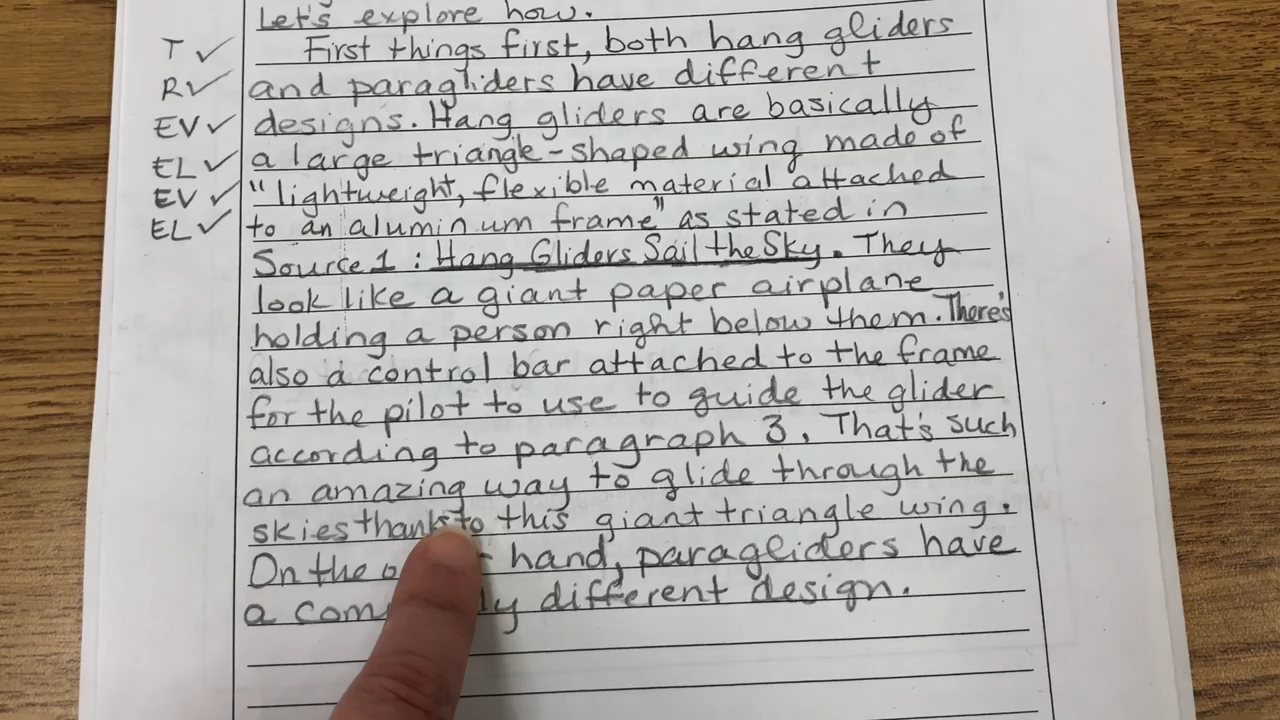 Let's explore how.
T ✓ First things first, both hang gliders
R ✓ and paragliders have different
EV ✓ designs. Hang gliders are basically
EL ✓ a large triangle-shaped wing made of
EV ✓ "lightweight, flexible material attached
EL ✓ to an aluminum frame" as stated in
Source 1: Hang Gliders Sail the Sky. They
look like a giant paper airplane
holding a person right below them. There's
also a control bar attached to the frame
for the pilot to use to guide the glider
according to paragraph 3. That's such
an amazing way to glide through the
skies thanks to this giant triangle wing.
On the hand, paragliders have
a different design.